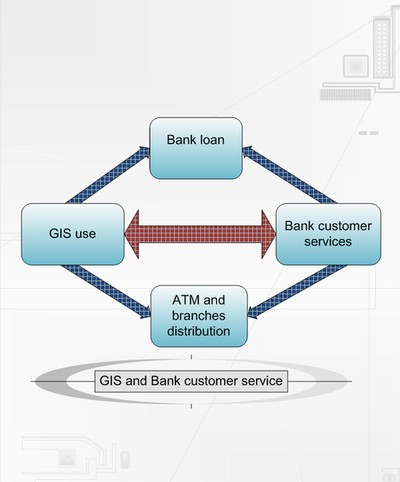 Bank loan
GIS use
Bank customer
services
ATM and
branches
distribution
GIS and Bank customer service